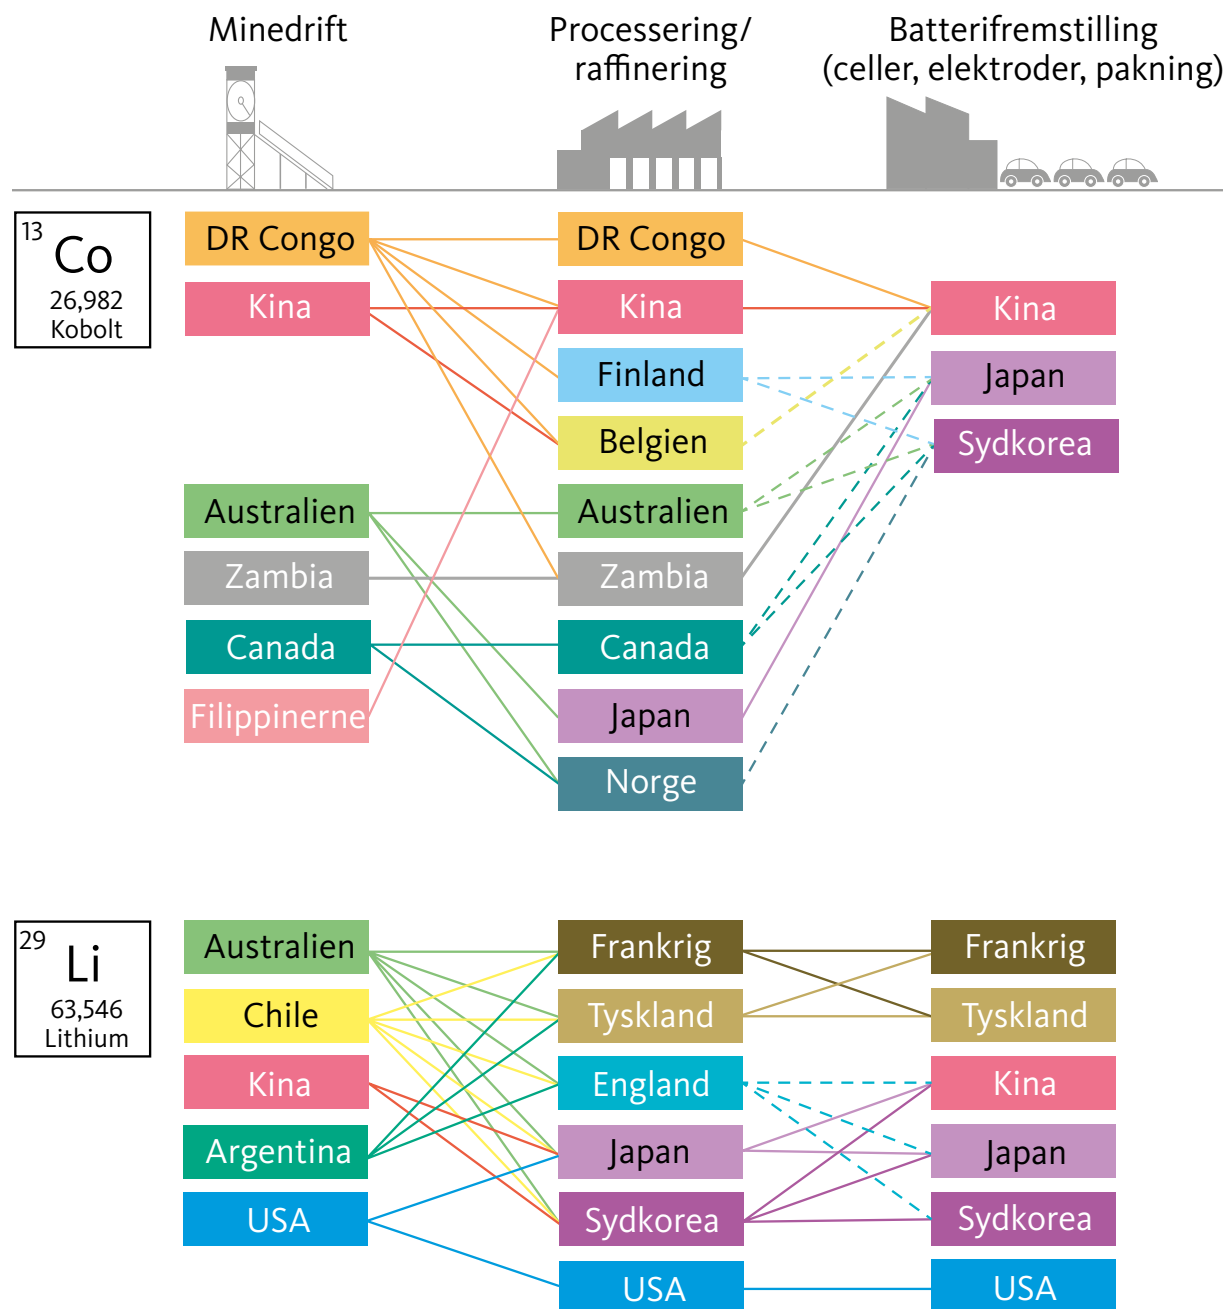 Minedrift
Processering/
raffinering
Batterifremstilling
(celler, elektroder, pakning)
13
Co
26,982
Kobolt
DR Congo
Kina
Australien
Zambia
Canada
Filippinerne
DR Congo
Kina
Finland
Belgien
Australien
Zambia
Canada
Japan
Norge
Kina
Japan
Sydkorea
29
Li
63,546
Lithium
Australien
Chile
Kina
Argentina
USA
Frankrig
Tyskland
England
Japan
Sydkorea
USA
Frankrig
Tyskland
Kina
Japan
Sydkorea
USA